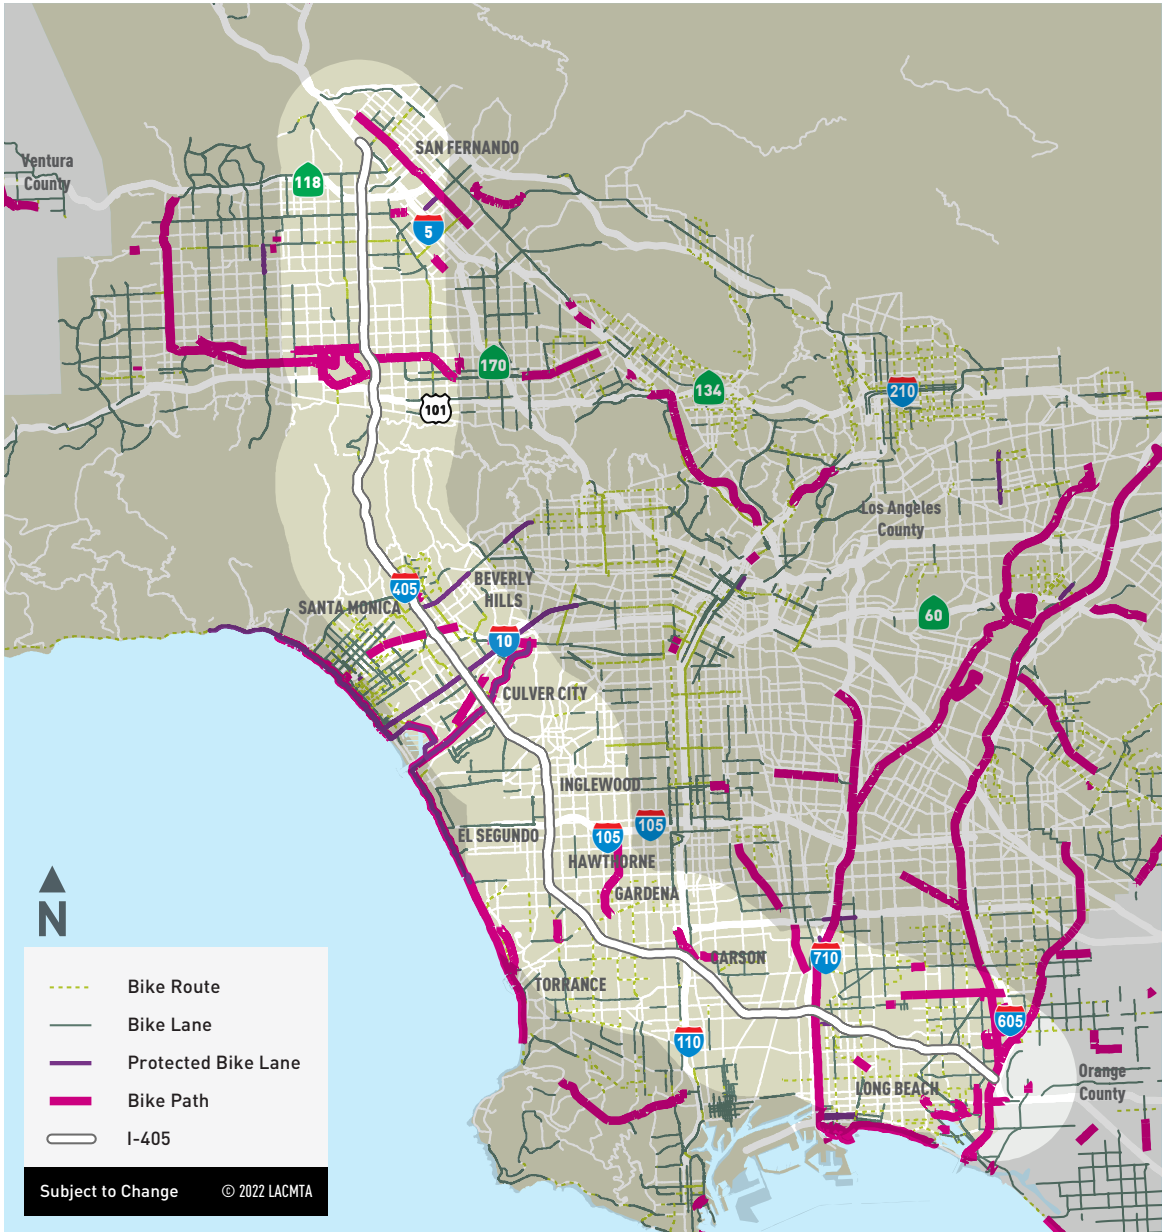 SAN FERNANDO
Ventura
County
118
5
170
134
210
101
Los Angeles
County
405
BEVERLY
HILLS
SANTA MONICA
60
10
CULVER CITY
INGLEWOOD
105
105
EL SEGUNDO
HAWTHORNE
GARDENA
CARSON
710
TORRANCE
605
110
Orange
County
LONG BEACH
N
Bike Route
Bike Lane
Protected Bike Lane
Bike Path
I-405
Subject to Change © 2022 LACMTA